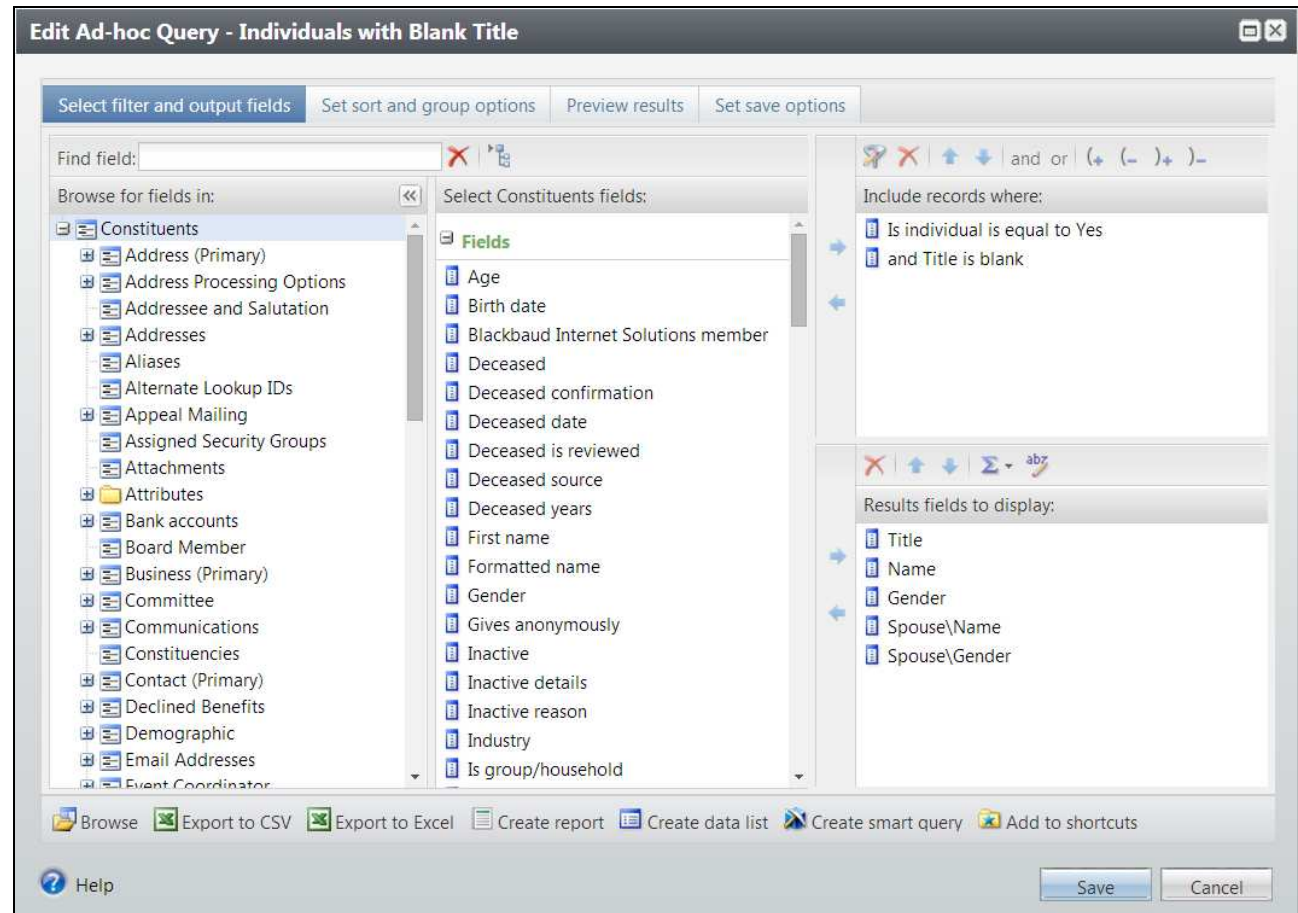 Edit Ad-hoc Query - Individuals with Blank Title
Select filter and output fields
Set sort and group options
Preview results
Set save options
Find field:
and or (+ (- )+ )-
Browse for fields in:
Select Constituents fields:
Include records where:
Constituents
Address (Primary)
Address Processing Options
Addressee and Salutation
Addresses
Aliases
Alternate Lookup IDs
Appeal Mailing
Assigned Security Groups
Attachments
Attributes
Bank accounts
Board Member
Business (Primary)
Committee
Communications
Constituencies
Contact (Primary)
Declined Benefits
Demographic
Email Addresses
Event Coordinator
Fields
Age
Birth date
Blackbaud Internet Solutions member
Deceased
Deceased confirmation
Deceased date
Deceased is reviewed
Deceased source
Deceased years
First name
Formatted name
Gender
Gives anonymously
Inactive
Inactive details
Inactive reason
Industry
Is group/household
Is individual is equal to Yes
and Title is blank
Σ abz
Results fields to display:
Title
Name
Gender
Spouse\Name
Spouse\Gender
Browse
Export to CSV
Export to Excel
Create report
Create data list
Create smart query
Add to shortcuts
Help
Save
Cancel